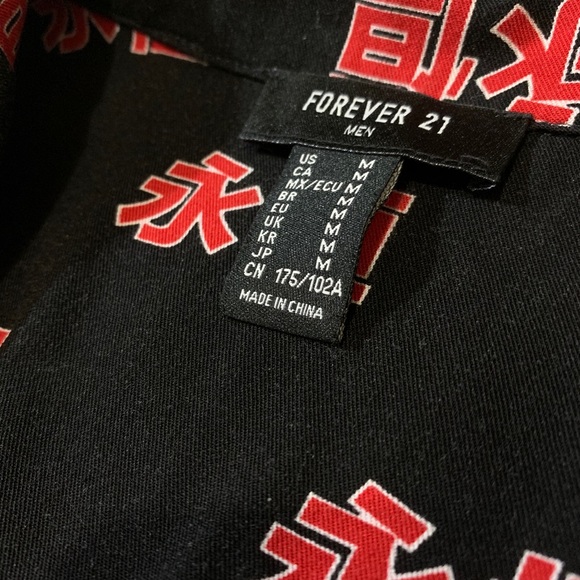 FOREVER 21
MEN
US M
CA M
MX/ECU M
BR M
EU M
UK M
KR M
JP M
CN 175/102A
MADE IN CHINA
永